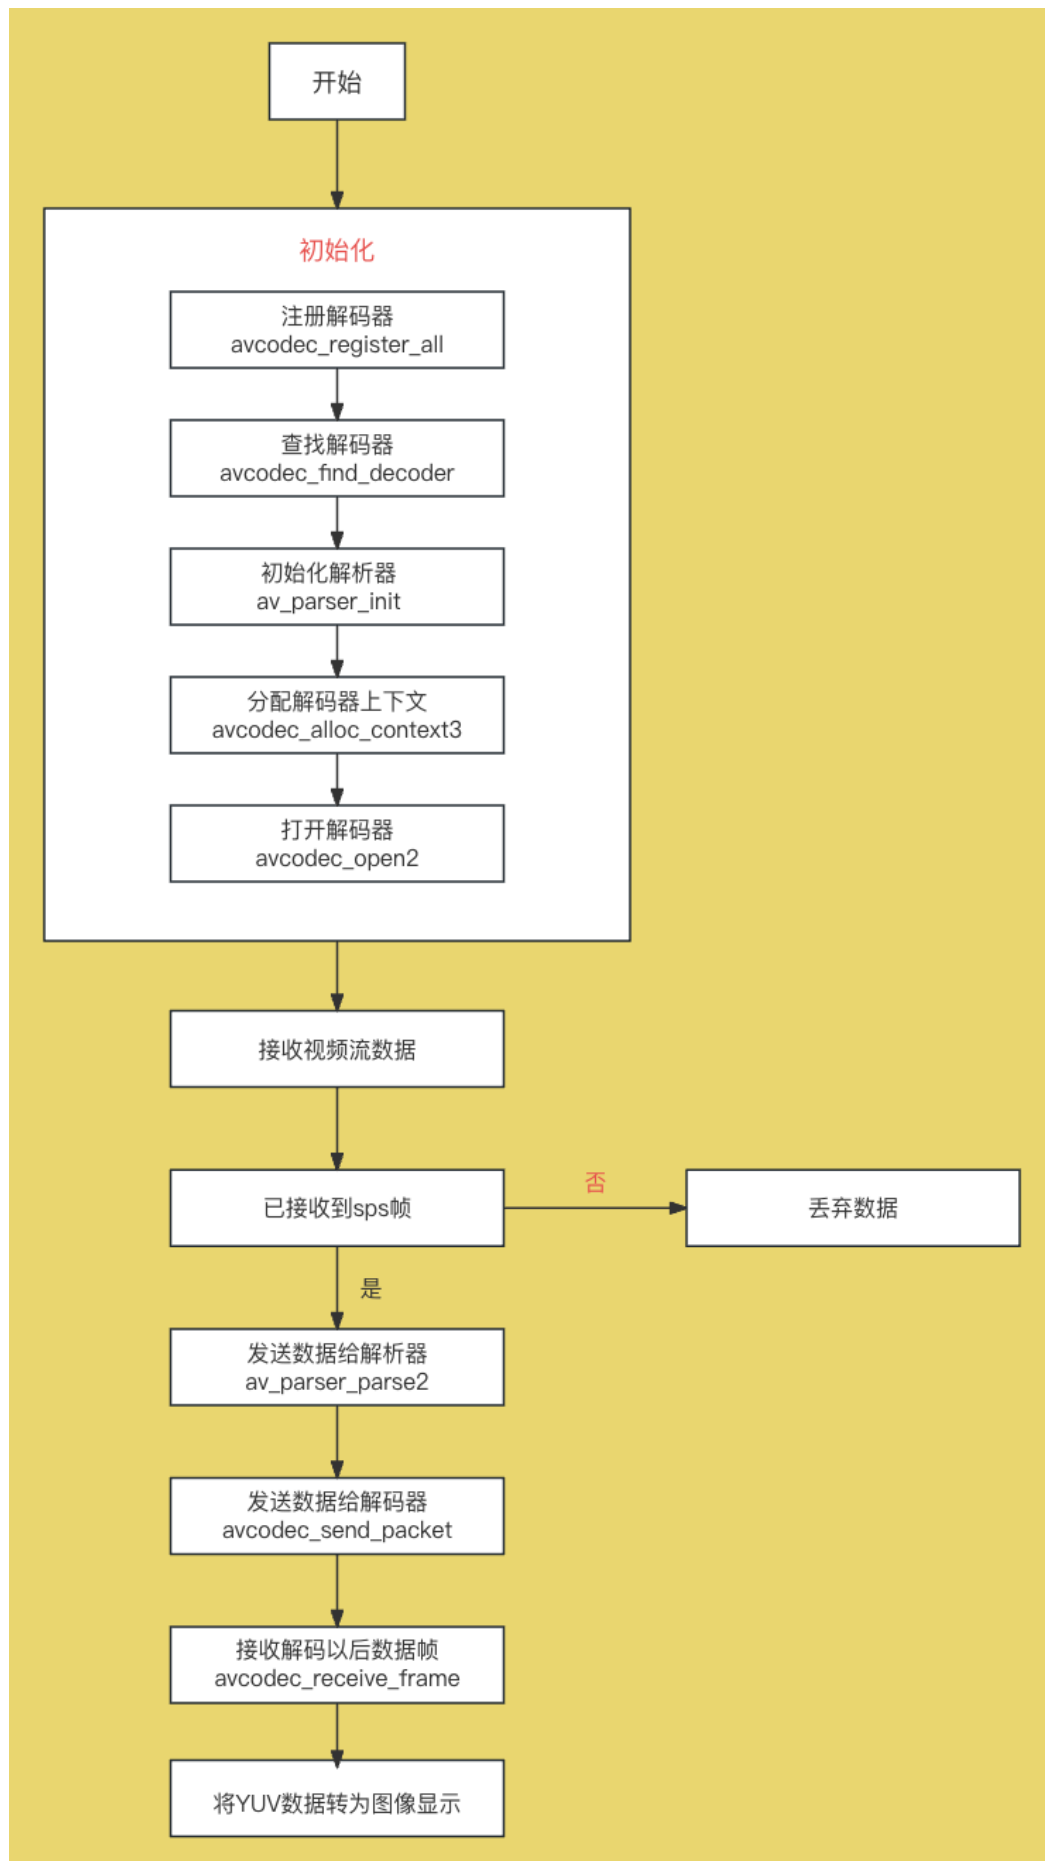 开始
初始化
注册解码器
avcodec_register_all
查找解码器
avcodec_find_decoder
初始化解析器
av_parser_init
分配解码器上下文
avcodec_alloc_context3
打开解码器
avcodec_open2
接收视频流数据
已接收到sps帧
否
丢弃数据
是
发送数据给解析器
av_parser_parse2
发送数据给解码器
avcodec_send_packet
接收解码以后数据帧
avcodec_receive_frame
将YUV数据转为图像显示